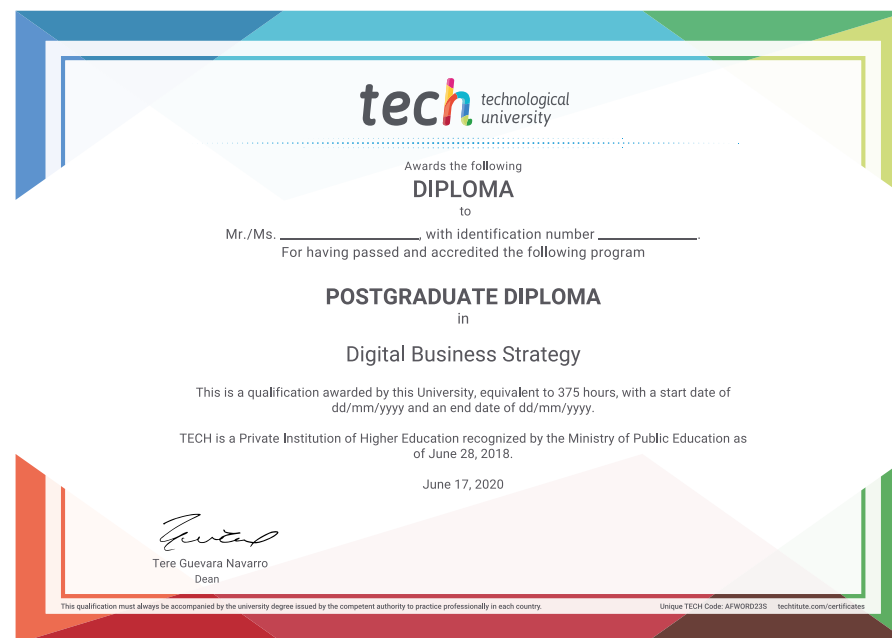 tech technological
university
Awards the following
DIPLOMA
to
Mr./Ms. ________________, with identification number ___________.
For having passed and accredited the following program
POSTGRADUATE DIPLOMA
in
Digital Business Strategy
This is a qualification awarded by this University, equivalent to 375 hours, with a start date of
dd/mm/yyyy and an end date of dd/mm/yyyy.
TECH is a Private Institution of Higher Education recognized by the Ministry of Public Education as
of June 28, 2018.
June 17, 2020
Tere Guevara Navarro
Dean
This qualification must always be accompanied by the university degree issued by the competent authority to practice professionally in each country. Unique TECH Code: AFWORD23S techtitute.com/certificates